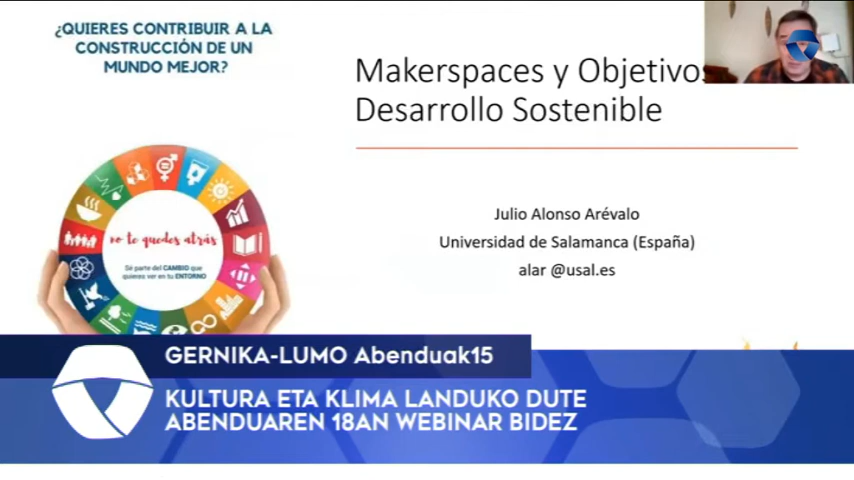 ¿QUIERES CONTRIBUIR A LA
CONSTRUCCIÓN DE UN
MUNDO MEJOR?
no te quedes atrás
Sé parte del CAMBIO que
quieres ver en tu ENTORNO
Makerspaces y Objetivos
Desarrollo Sostenible
Julio Alonso Arévalo
Universidad de Salamanca (España)
alar @usal.es
GERNIKA-LUMO Abenduak15
KULTURA ETA KLIMA LANDUKO DUTE
ABENDUAREN 18AN WEBINAR BIDEZ